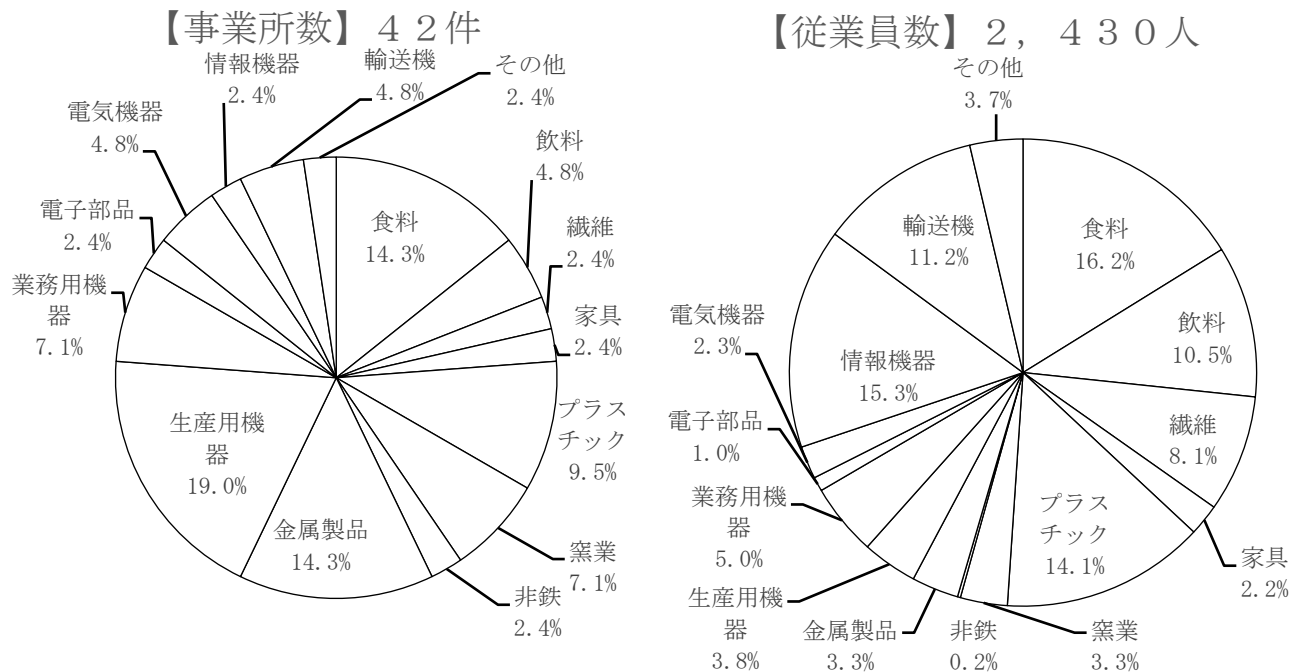 【事業所数】４２件
食料
14.3%
飲料
4.8%
繊維
2.4%
家具
2.4%
プラス
チック
9.5%
窯業
7.1%
非鉄
2.4%
金属製品
14.3%
生産用機
器
19.0%
業務用機
器
7.1%
電子部品
2.4%
電気機器
4.8%
情報機器
2.4%
輸送機
4.8%
その他
2.4%
【従業員数】２，４３０人
食料
16.2%
飲料
10.5%
繊維
8.1%
家具
2.2%
プラス
チック
14.1%
窯業
3.3%
非鉄
0.2%
金属製品
3.3%
生産用機
器
3.8%
業務用機
器
5.0%
電子部品
1.0%
電気機器
2.3%
情報機器
15.3%
輸送機
11.2%
その他
3.7%